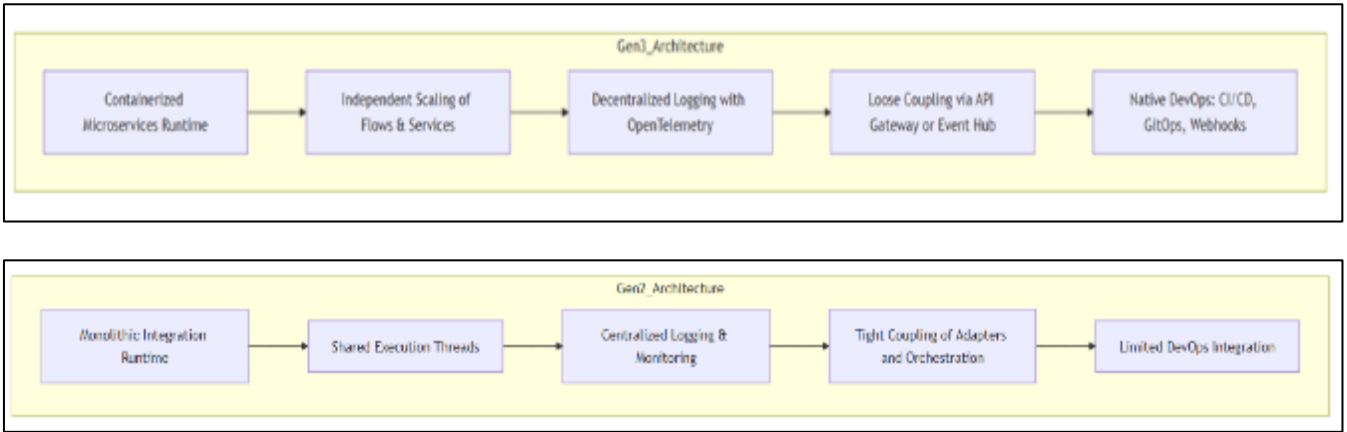 Gen3_Architecture
Containerized
Microservices Runtime
Independent Scaling of
Flows & Services
Decentralized Logging with
OpenTelemetry
Loose Coupling via API
Gateway or Event Hub
Native DevOps: CI/CD,
GitOps, Webhooks
Gen2_Architecture
Monolithic Integration
Runtime
Shared Execution Threads
Centralized Logging &
Monitoring
Tight Coupling of Adapters
and Orchestration
Limited DevOps Integration